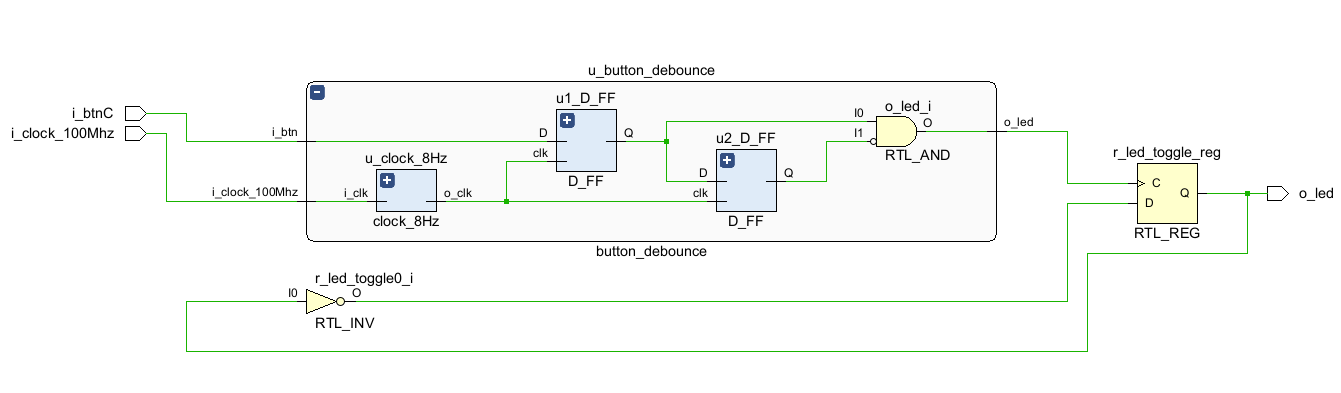 u_button_debounce
i_btnC
i_clock_100Mhz
i_btn
i_clock_100Mhz
u_clock_8Hz
i_clk
o_clk
clock_8Hz
u1_D_FF
D
clk
Q
D_FF
u2_D_FF
D
clk
Q
D_FF
o_led_i
I0
I1
O
RTL_AND
o_led
button_debounce
r_led_toggle_reg
C
D
Q
RTL_REG
o_led
r_led_toggle0_i
I0
O
RTL_INV